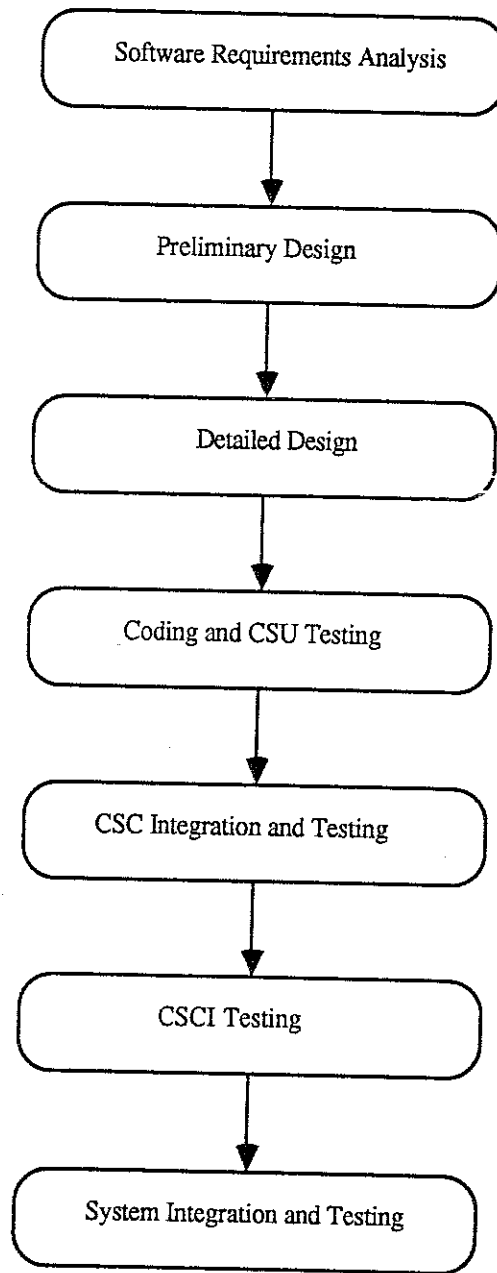 Software Requirements Analysis
Preliminary Design
Detailed Design
Coding and CSU Testing
CSC Integration and Testing
CSCI Testing
System Integration and Testing